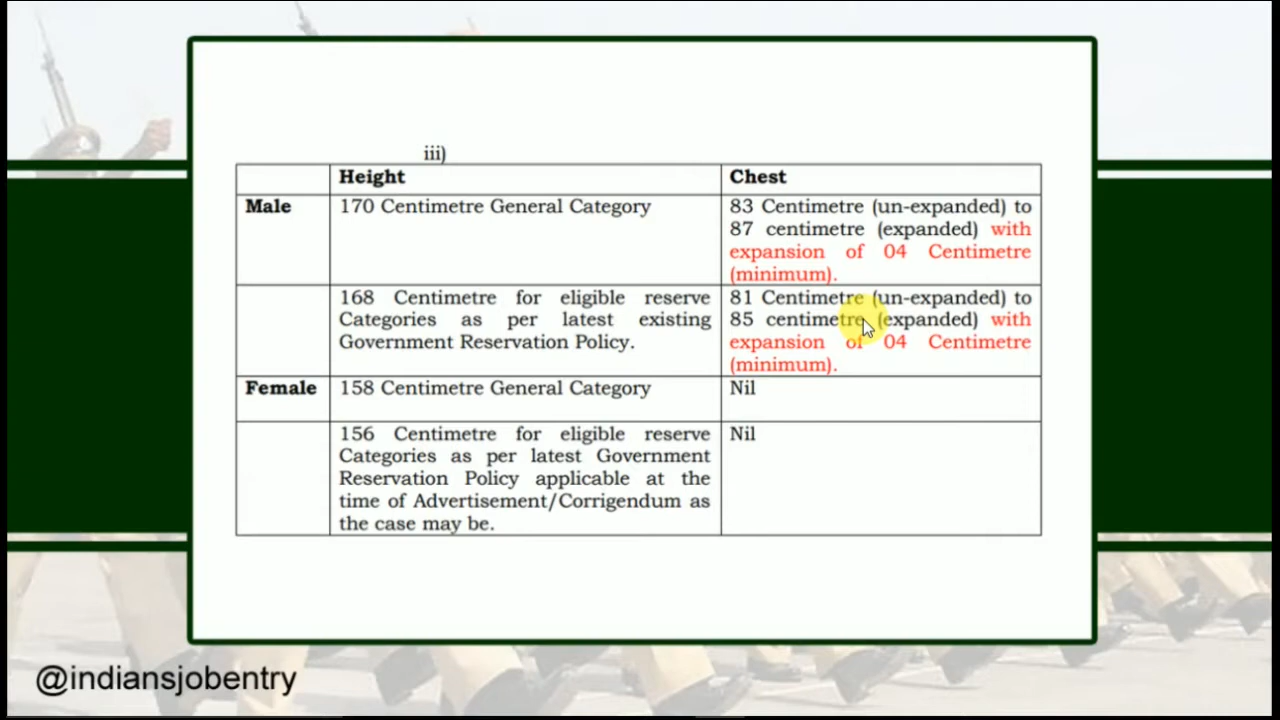 iii)
Height Chest
Male 170 Centimetre General Category
83 Centimetre (un-expanded) to
87 centimetre (expanded) with
expansion of 04 Centimetre
(minimum).
168 Centimetre for eligible reserve
Categories as per latest existing
Government Reservation Policy.
81 Centimetre (un-expanded) to
85 centimetre (expanded) with
expansion of 04 Centimetre
(minimum).
Female 158 Centimetre General Category
Nil
156 Centimetre for eligible reserve
Categories as per latest Government
Reservation Policy applicable at the
time of Advertisement/Corrigendum as
the case may be.
Nil
@indiansjobentry